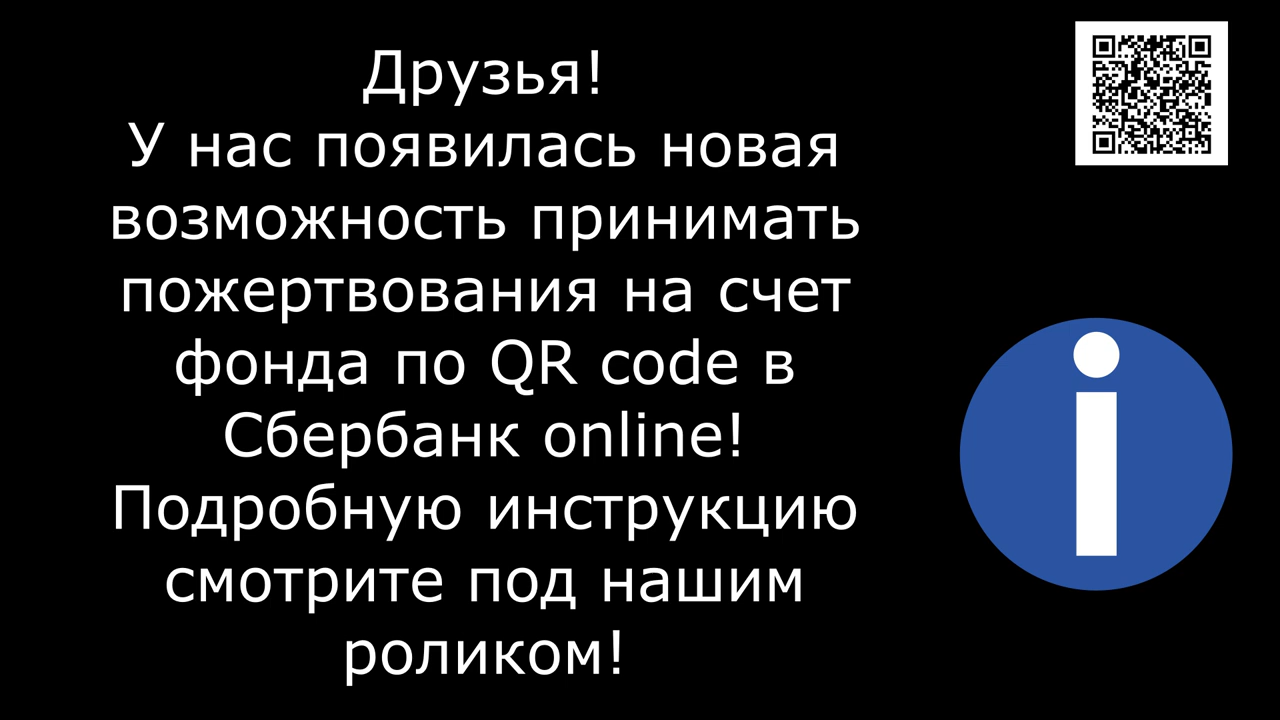 Друзья!
У нас появилась новая
возможность принимать
пожертвования на счет
фонда по QR code в
Сбербанк online!
Подробную инструкцию
смотрите под нашим
роликом!